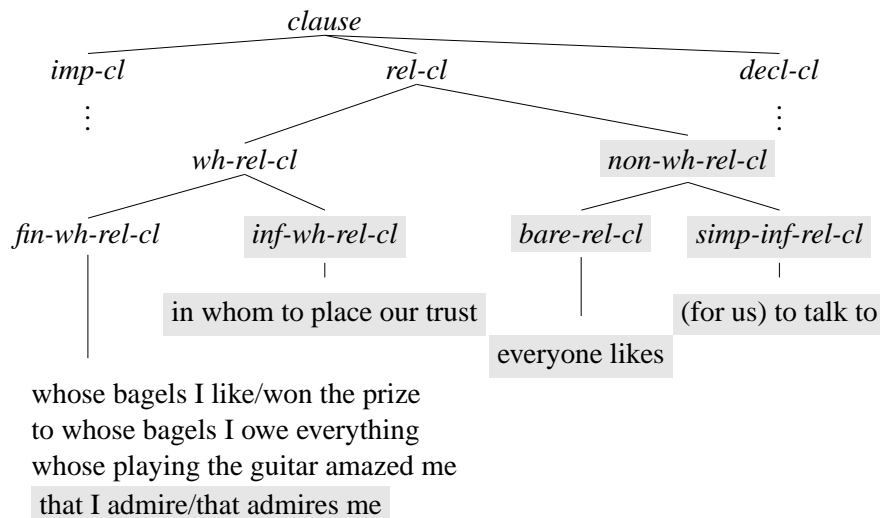 clause
imp-cl rel-cl decl-cl
⋮ ⋮
wh-rel-cl non-wh-rel-cl
fin-wh-rel-cl inf-wh-rel-cl bare-rel-cl simp-inf-rel-cl
in whom to place our trust (for us) to talk to
everyone likes
whose bagels I like/won the prize
to whose bagels I owe everything
whose playing the guitar amazed me
that I admire/that admires me